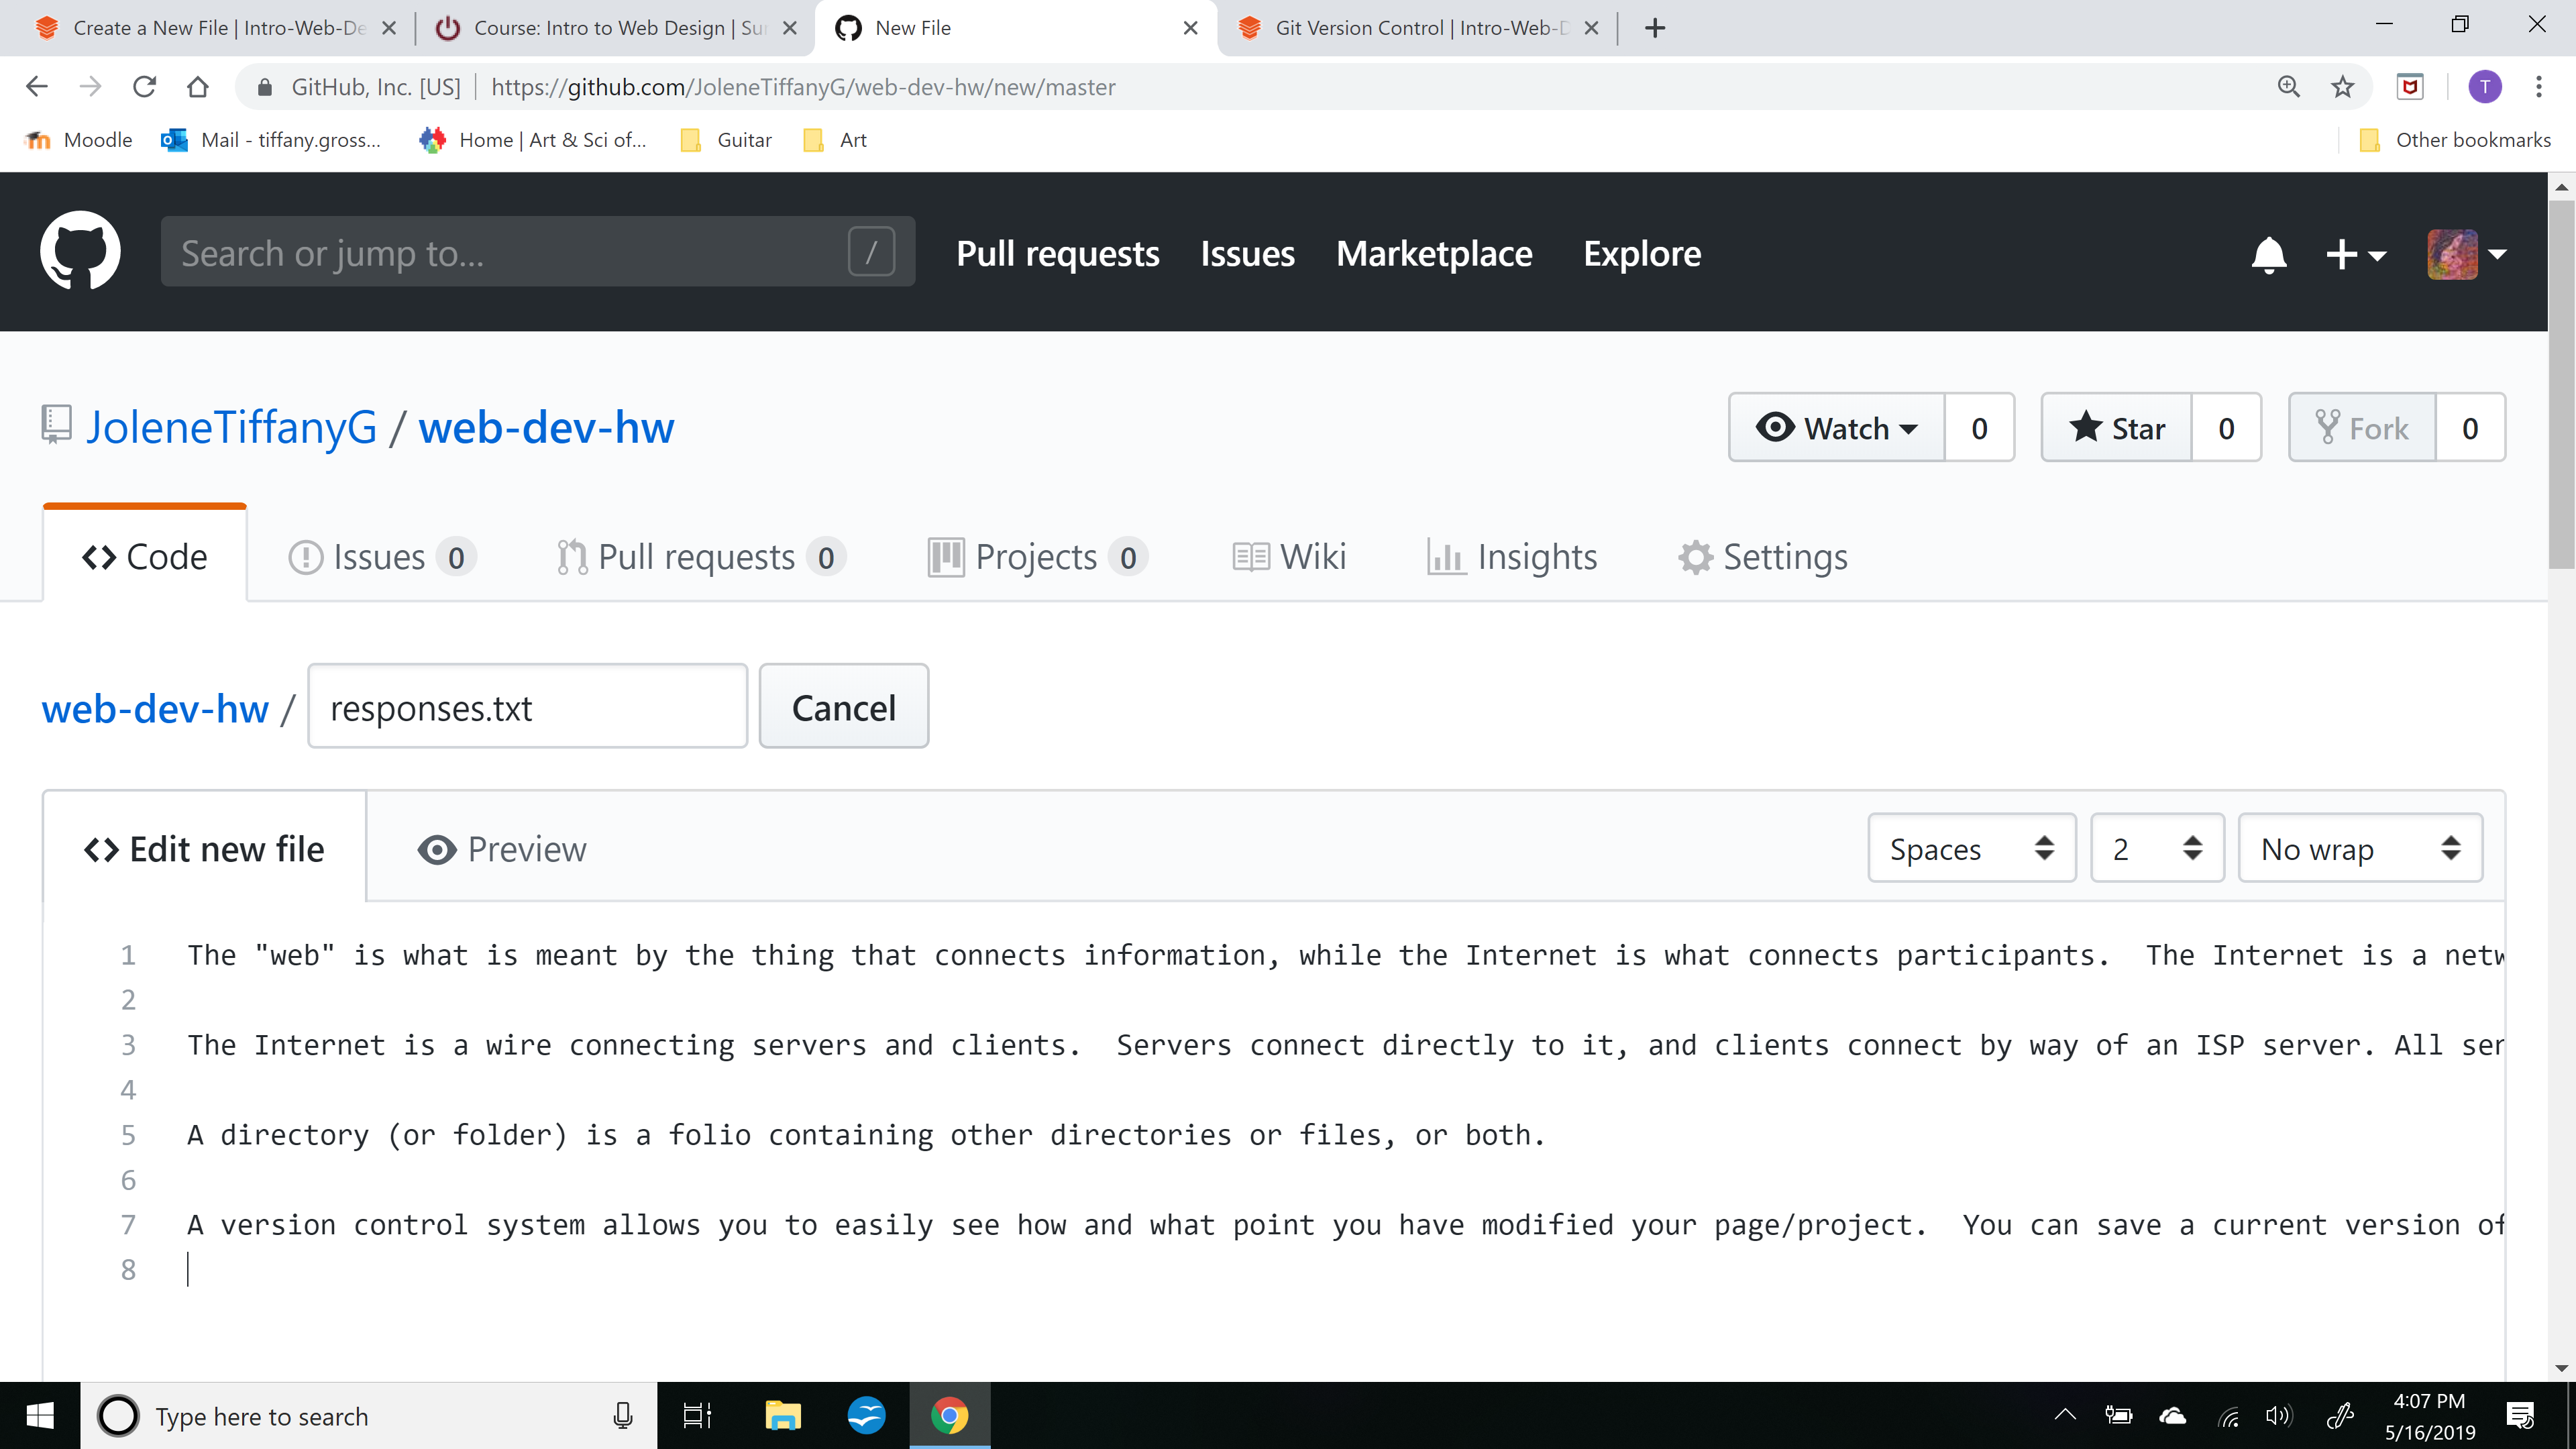 Create a New File | Intro-Web-De
Course: Intro to Web Design | Su
New File
Git Version Control | Intro-Web-D
GitHub, Inc. [US] https://github.com/JoleneTiffanyG/web-dev-hw/new/master
T
Moodle
Mail - tiffany.gross...
Home | Art & Sci of...
Guitar
Art
Other bookmarks
Search or jump to... /
Pull requests
Issues
Marketplace
Explore
JoleneTiffanyG / web-dev-hw
Watch 0
Star 0
Fork 0
Code
Issues 0
Pull requests 0
Projects 0
Wiki
Insights
Settings
web-dev-hw / responses.txt Cancel
Edit new file
Preview
Spaces
2
No wrap
1 The "web" is what is meant by the thing that connects information, while the Internet is what connects participants.  The Internet is a netw
2
3 The Internet is a wire connecting servers and clients.  Servers connect directly to it, and clients connect by way of an ISP server. All ser
4
5 A directory (or folder) is a folio containing other directories or files, or both.
6
7 A version control system allows you to easily see how and what point you have modified your page/project.  You can save a current version of
8
Type here to search
4:07 PM
5/16/2019